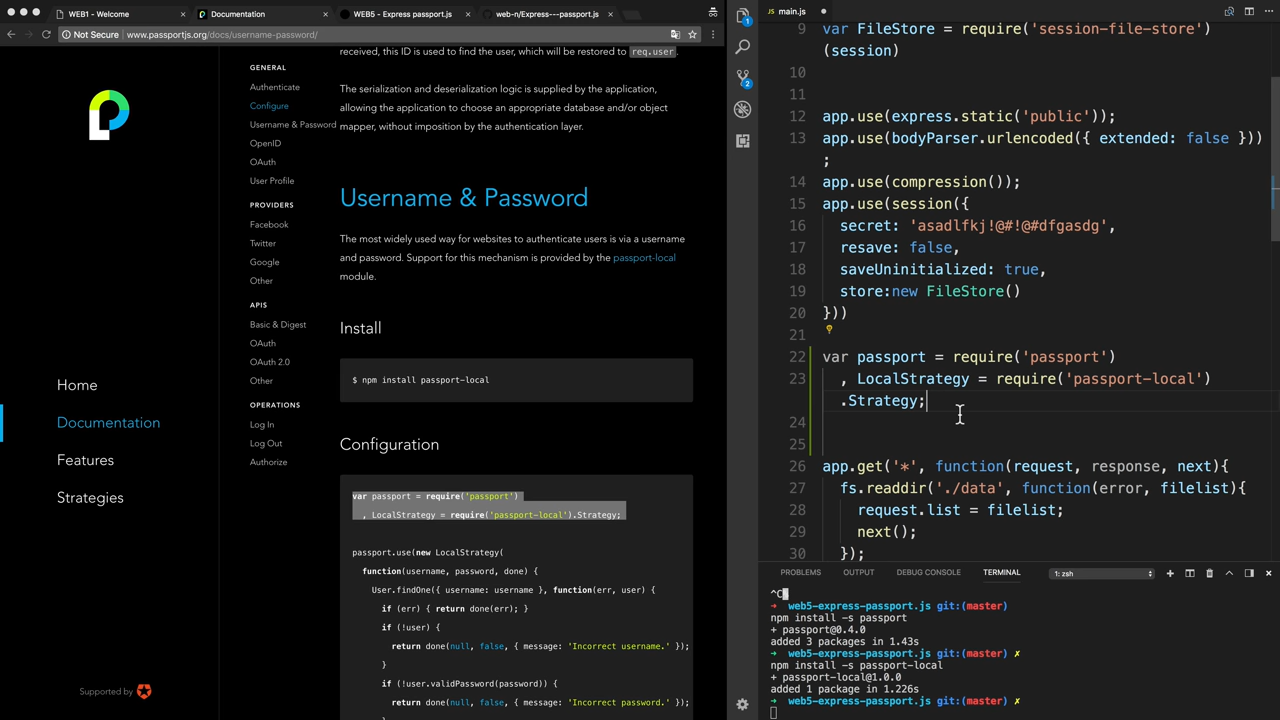 WEB1 - Welcome
Documentation
WEB5 - Express passport.js
web-n/Express---passport.js
Not Secure
www.passportjs.org/docs/username-password/
Home
Documentation
Features
Strategies
Supported by
GENERAL
Authenticate
Configure
Username & Password
OpenID
OAuth
User Profile
PROVIDERS
Facebook
Twitter
Google
Other
APIS
Basic & Digest
OAuth
OAuth 2.0
Other
OPERATIONS
Log In
Log Out
Authorize
received, this ID is used to find the user, which will be restored to req.user.
The serialization and deserialization logic is supplied by the application,
allowing the application to choose an appropriate database and/or object
mapper, without imposition by the authentication layer.
Username & Password
The most widely used way for websites to authenticate users is via a username
and password. Support for this mechanism is provided by the passport-local
module.
Install
$ npm install passport-local
Configuration
var passport = require('passport')
, LocalStrategy = require('passport-local').Strategy;
passport.use(new LocalStrategy(
function(username, password, done) {
User.findOne({ username: username }, function(err, user) {
if (err) { return done(err); }
if (!user) {
return done(null, false, { message: 'Incorrect username.' });
}
if (!user.validPassword(password)) {
return done(null, false, { message: 'Incorrect password.' });
}
1
2
main.js
9 var FileStore = require('session-file-store')
(session)
10
11
12 app.use(express.static('public'));
13 app.use(bodyParser.urlencoded({ extended: false }))
;
14 app.use(compression());
15 app.use(session({
16 secret: 'asadlfkj!@#!@#dfgasdg',
17 resave: false,
18 saveUninitialized: true,
19 store:new FileStore()
20 }))
21
22 var passport = require('passport')
23 , LocalStrategy = require('passport-local')
.Strategy;
24
25
26 app.get('*', function(request, response, next){
27 fs.readdir('./data', function(error, filelist){
28 request.list = filelist;
29 next();
30 });
PROBLEMS
OUTPUT
DEBUG CONSOLE
TERMINAL
1: zsh
^C%
➜ web5-express-passport.js git:(master)
npm install -s passport
+ passport@0.4.0
added 3 packages in 1.43s
➜ web5-express-passport.js git:(master) ✗
npm install -s passport-local
+ passport-local@1.0.0
added 1 package in 1.226s
➜ web5-express-passport.js git:(master) ✗